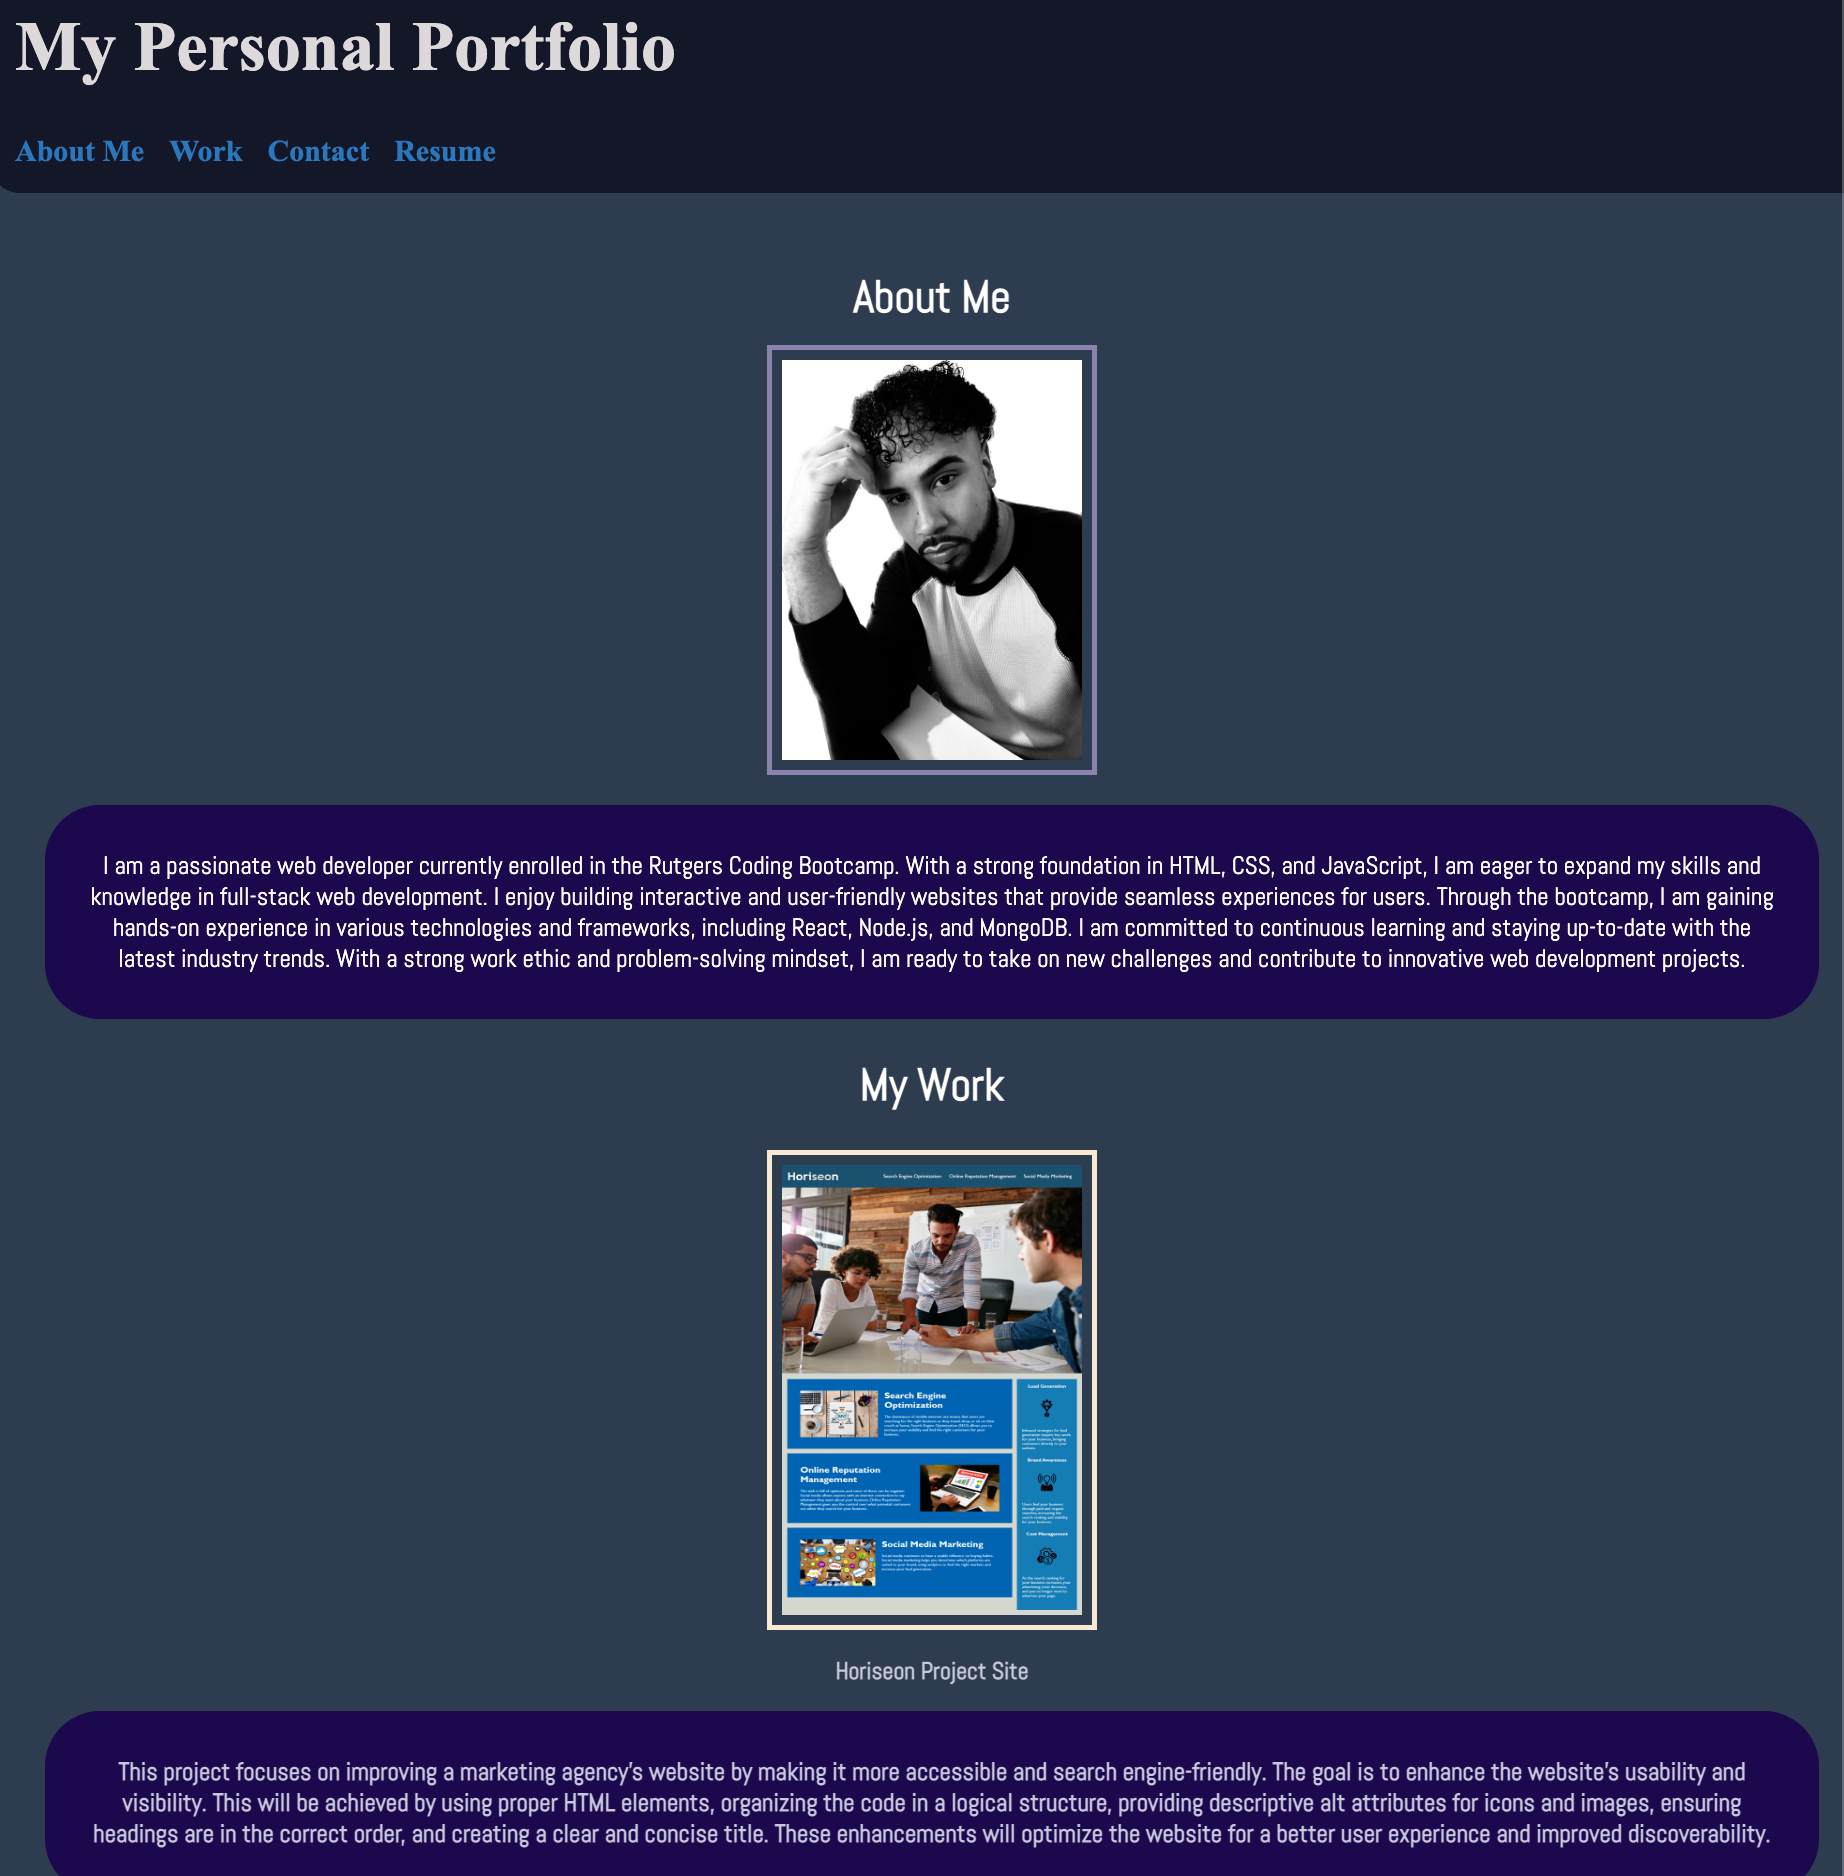 My Personal Portfolio
About Me Work Contact Resume
About Me
I am a passionate web developer currently enrolled in the Rutgers Coding Bootcamp. With a strong foundation in HTML, CSS, and JavaScript, I am eager to expand my skills and
knowledge in full-stack web development. I enjoy building interactive and user-friendly websites that provide seamless experiences for users. Through the bootcamp, I am gaining
hands-on experience in various technologies and frameworks, including React, Node.js, and MongoDB. I am committed to continuous learning and staying up-to-date with the
latest industry trends. With a strong work ethic and problem-solving mindset, I am ready to take on new challenges and contribute to innovative web development projects.
My Work
Horiseon
Search Engine Optimization Online Reputation Management Social Media Marketing
Search Engine
Optimization
Lead Generation
Online Reputation
Management
Brand Awareness
Social Media Marketing
Cost Management
Horiseon Project Site
This project focuses on improving a marketing agency's website by making it more accessible and search engine-friendly. The goal is to enhance the website's usability and
visibility. This will be achieved by using proper HTML elements, organizing the code in a logical structure, providing descriptive alt attributes for icons and images, ensuring
headings are in the correct order, and creating a clear and concise title. These enhancements will optimize the website for a better user experience and improved discoverability.